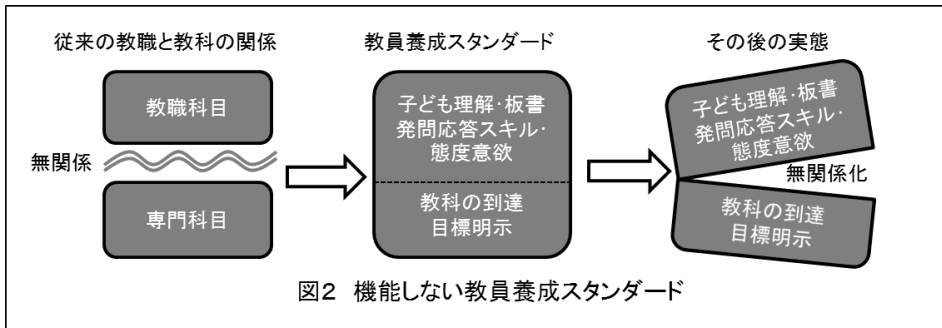 従来の教職と教科の関係
教職科目
無関係
専門科目
教員養成スタンダード
子ども理解・板書
発問応答スキル・
態度意欲
教科の到達
目標明示
その後の実態
子ども理解・板書
発問応答スキル・
態度意欲
無関係化
教科の到達
目標明示
図2 機能しない教員養成スタンダード